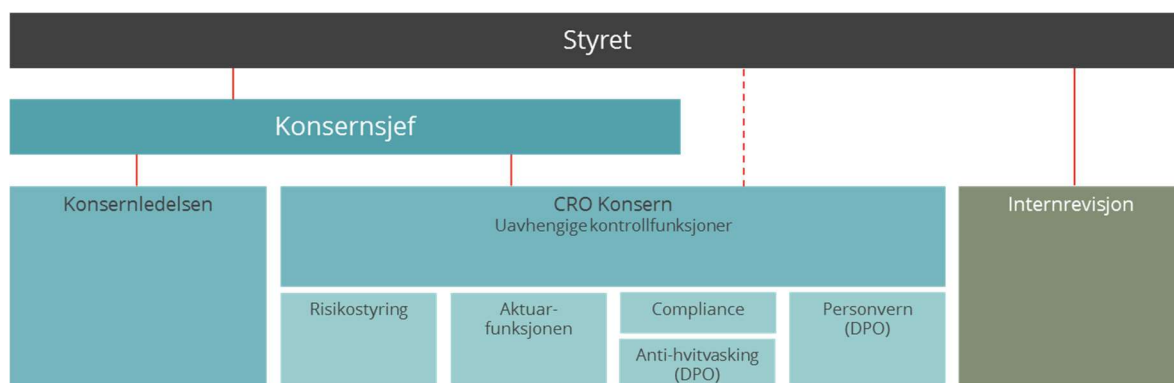 Styret
Konsernsjef
Konsernledelsen
CRO Konsern
Uavhengige kontrollfunksjoner
Internrevisjon
Risikostyring
Aktuar-
funksjonen
Compliance
Anti-hvitvasking
(DPO)
Personvern
(DPO)